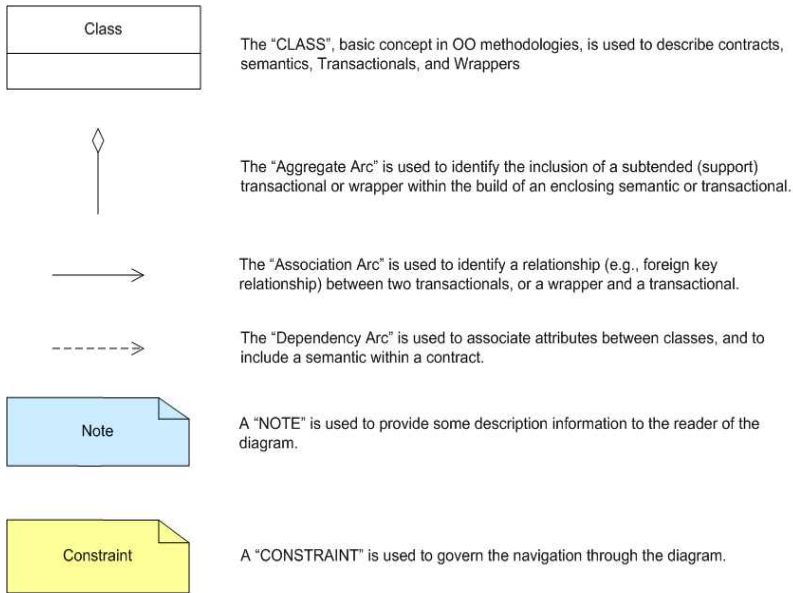 Class
The “CLASS”, basic concept in OO methodologies, is used to describe contracts,
semantics, Transactionals, and Wrappers
The “Aggregate Arc” is used to identify the inclusion of a subtended (support)
transactional or wrapper within the build of an enclosing semantic or transactional.
The “Association Arc” is used to identify a relationship (e.g., foreign key
relationship) between two transactionals, or a wrapper and a transactional.
The “Dependency Arc” is used to associate attributes between classes, and to
include a semantic within a contract.
Note
A “NOTE” is used to provide some description information to the reader of the
diagram.
Constraint
A “CONSTRAINT” is used to govern the navigation through the diagram.